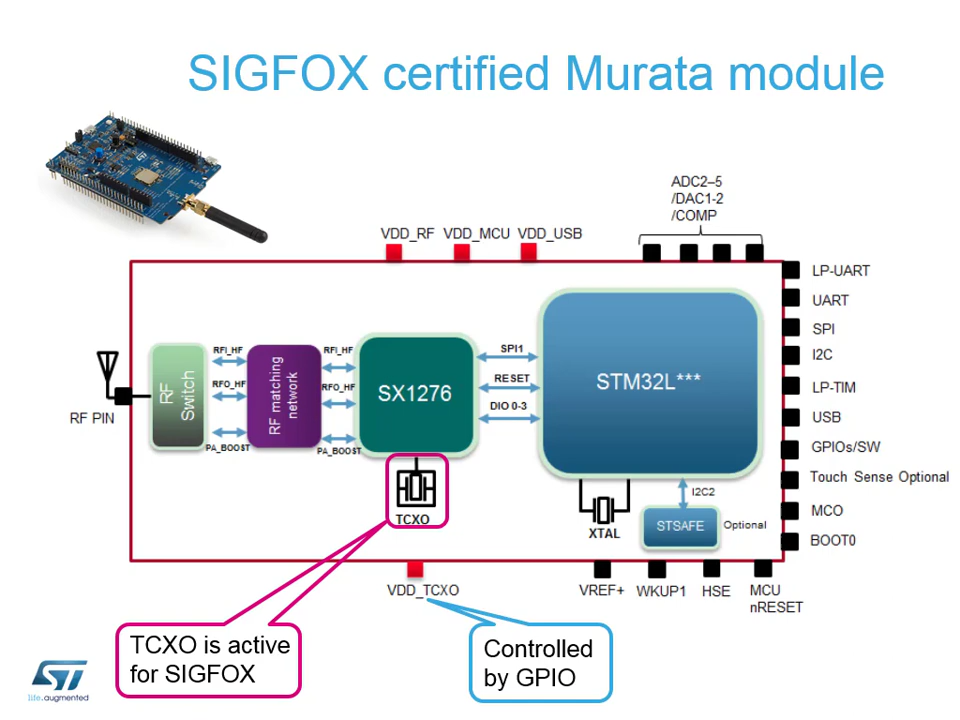 SIGFOX certified Murata module
ADC2–5
/DAC1-2
/COMP
VDD_RF VDD_MCU VDD_USB
LP-UART
UART
SPI
I2C
LP-TIM
USB
GPIOs/SW
Touch Sense Optional
MCO
BOOT0
RF PIN
RF
Switch
RFI_HF
RFO_HF
PA_BOOST
RF matching
network
RFI_HF
RFO_HF
PA_BOOST
SX1276
SPI1
RESET
DIO 0-3
STM32L***
TCXO
XTAL
I2C2
STSAFE
Optional
VDD_TCXO
VREF+
WKUP1
HSE
MCU
nRESET
TCXO is active
for SIGFOX
Controlled
by GPIO
ST
life.augmented